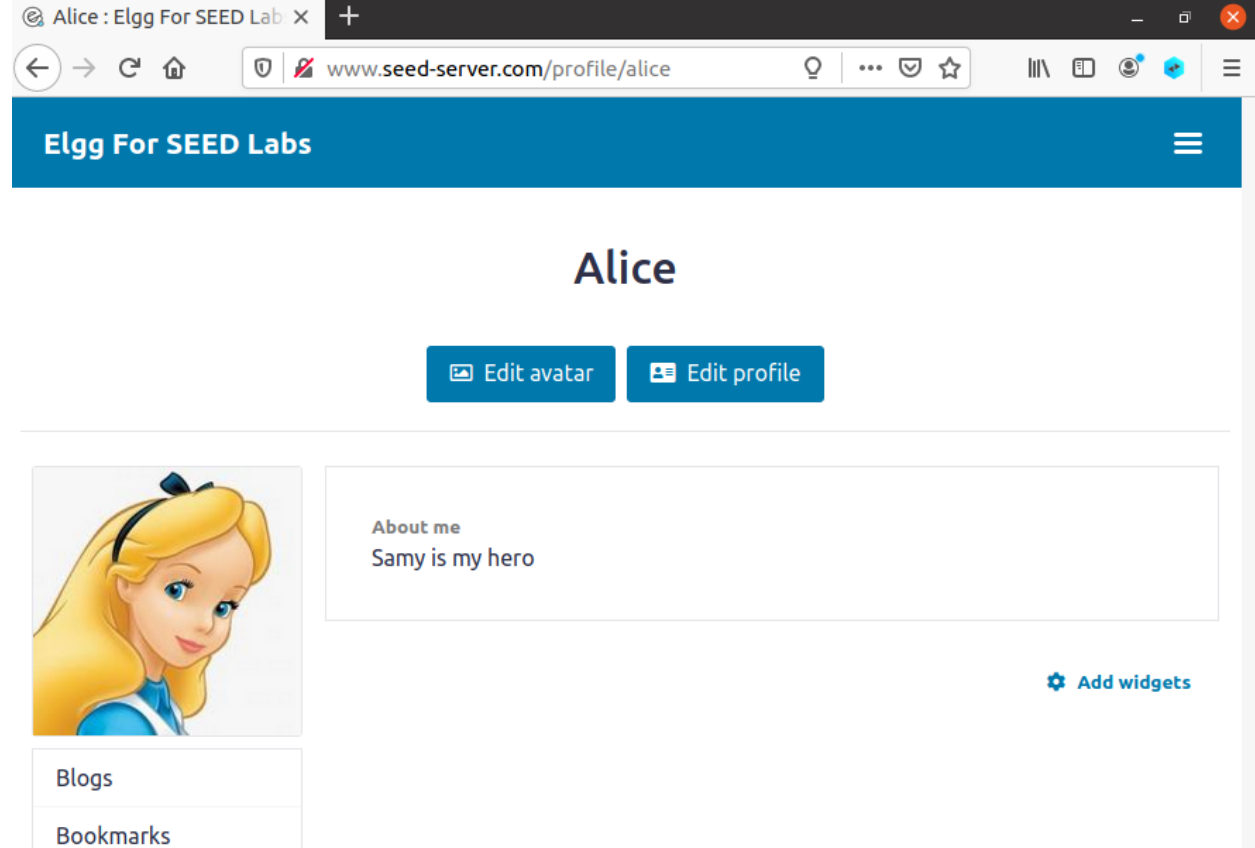 Alice : Elgg For SEED Lab
www.seed-server.com/profile/alice
Elgg For SEED Labs
Alice
Edit avatar
Edit profile
About me
Samy is my hero
Add widgets
Blogs
Bookmarks